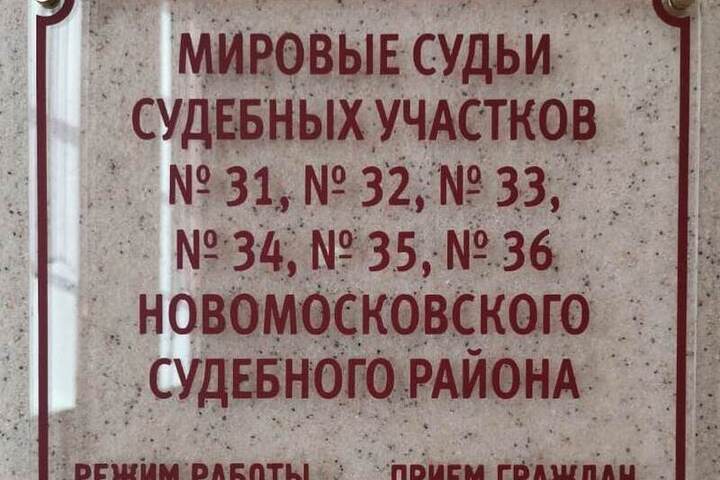 МИРОВЫЕ СУДЬИ
СУДЕБНЫХ УЧАСТКОВ
№ 31, № 32, № 33,
№ 34, № 35, № 36
НОВОМОСКОВСКОГО
СУДЕБНОГО РАЙОНА
РЕЖИМ РАБОТЫ ПРИЕМ ГРАЖДАН